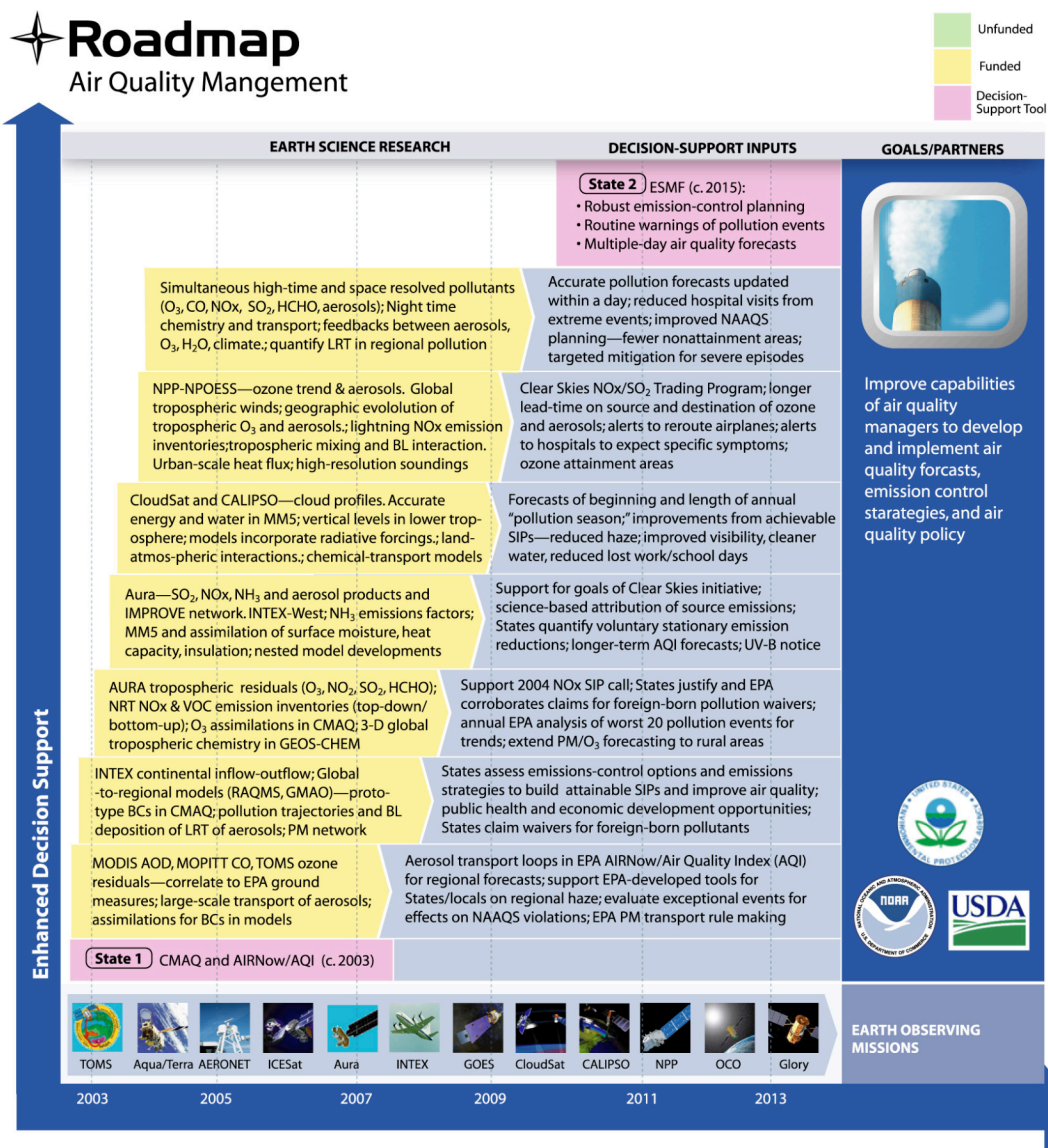 Roadmap
Air Quality Mangement
Unfunded
Funded
Decision-
Support Tool
EARTH SCIENCE RESEARCH
DECISION-SUPPORT INPUTS
GOALS/PARTNERS
State 2 ESMF (c. 2015):
• Robust emission-control planning
• Routine warnings of pollution events
• Multiple-day air quality forecasts
Simultaneous high-time and space resolved pollutants
(O₃, CO, NOx, SO₂, HCHO, aerosols); Night time
chemistry and transport; feedbacks between aerosols,
O₃, H₂O, climate.; quantify LRT in regional pollution
Accurate pollution forecasts updated
within a day; reduced hospital visits from
extreme events; improved NAAQS
planning—fewer nonattainment areas;
targeted mitigation for severe episodes
NPP-NPOESS—ozone trend & aerosols. Global
tropospheric winds; geographic evololution of
tropospheric O₃ and aerosols.; lightning NOx emission
inventories;tropospheric mixing and BL interaction.
Urban-scale heat flux; high-resolution soundings
Clear Skies NOx/SO₂ Trading Program; longer
lead-time on source and destination of ozone
and aerosols; alerts to reroute airplanes; alerts
to hospitals to expect specific symptoms;
ozone attainment areas
CloudSat and CALIPSO—cloud profiles. Accurate
energy and water in MM5; vertical levels in lower trop-
osphere; models incorporate radiative forcings.; land-
atmos-pheric interactions.; chemical-transport models
Forecasts of beginning and length of annual
“pollution season;” improvements from achievable
SIPs—reduced haze; improved visibility, cleaner
water, reduced lost work/school days
Aura—SO₂, NOx, NH₃ and aerosol products and
IMPROVE network. INTEX-West; NH₃ emissions factors;
MM5 and assimilation of surface moisture, heat
capacity, insulation; nested model developments
Support for goals of Clear Skies initiative;
science-based attribution of source emissions;
States quantify voluntary stationary emission
reductions; longer-term AQI forecasts; UV-B notice
AURA tropospheric residuals (O₃, NO₂, SO₂, HCHO);
NRT NOx & VOC emission inventories (top-down/
bottom-up); O₃ assimilations in CMAQ; 3-D global
tropospheric chemistry in GEOS-CHEM
Support 2004 NOx SIP call; States justify and EPA
corroborates claims for foreign-born pollution waivers;
annual EPA analysis of worst 20 pollution events for
trends; extend PM/O₃ forecasting to rural areas
INTEX continental inflow-outflow; Global
-to-regional models (RAQMS, GMAO)—proto-
type BCs in CMAQ; pollution trajectories and BL
deposition of LRT of aerosols; PM network
States assess emissions-control options and emissions
strategies to build attainable SIPs and improve air quality;
public health and economic development opportunities;
States claim waivers for foreign-born pollutants
MODIS AOD, MOPITT CO, TOMS ozone
residuals—correlate to EPA ground
measures; large-scale transport of aerosols;
assimilations for BCs in models
Aerosol transport loops in EPA AIRNow/Air Quality Index (AQI)
for regional forecasts; support EPA-developed tools for
States/locals on regional haze; evaluate exceptional events for
effects on NAAQS violations; EPA PM transport rule making
State 1 CMAQ and AIRNow/AQI (c. 2003)
Improve capabilities
of air quality
managers to develop
and implement air
quality forcasts,
emission control
starategies, and air
quality policy
UNITED STATES
ENVIRONMENTAL PROTECTION AGENCY
NATIONAL OCEANIC AND ATMOSPHERIC ADMINISTRATION
NOAA
U.S. DEPARTMENT OF COMMERCE
USDA
Enhanced Decision Support
TOMS
Aqua/Terra
AERONET
ICESat
Aura
INTEX
GOES
CloudSat
CALIPSO
NPP
OCO
Glory
EARTH OBSERVING
MISSIONS
2003
2005
2007
2009
2011
2013